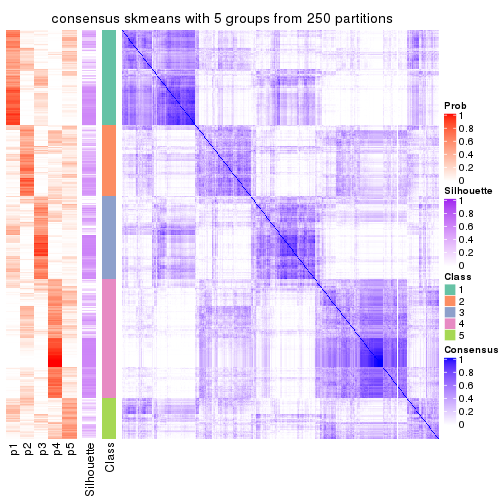 consensus skmeans with 5 groups from 250 partitions
Prob
1
0.8
0.6
0.4
0.2
0
Silhouette
1
0.8
0.6
0.4
0.2
0
Class
1
2
3
4
5
Consensus
1
0.8
0.6
0.4
0.2
0
p1
p2
p3
p4
p5
Silhouette
Class